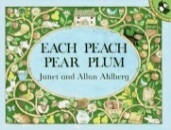 EACH PEACH
PEAR PLUM
Janet and Allan Ahlberg